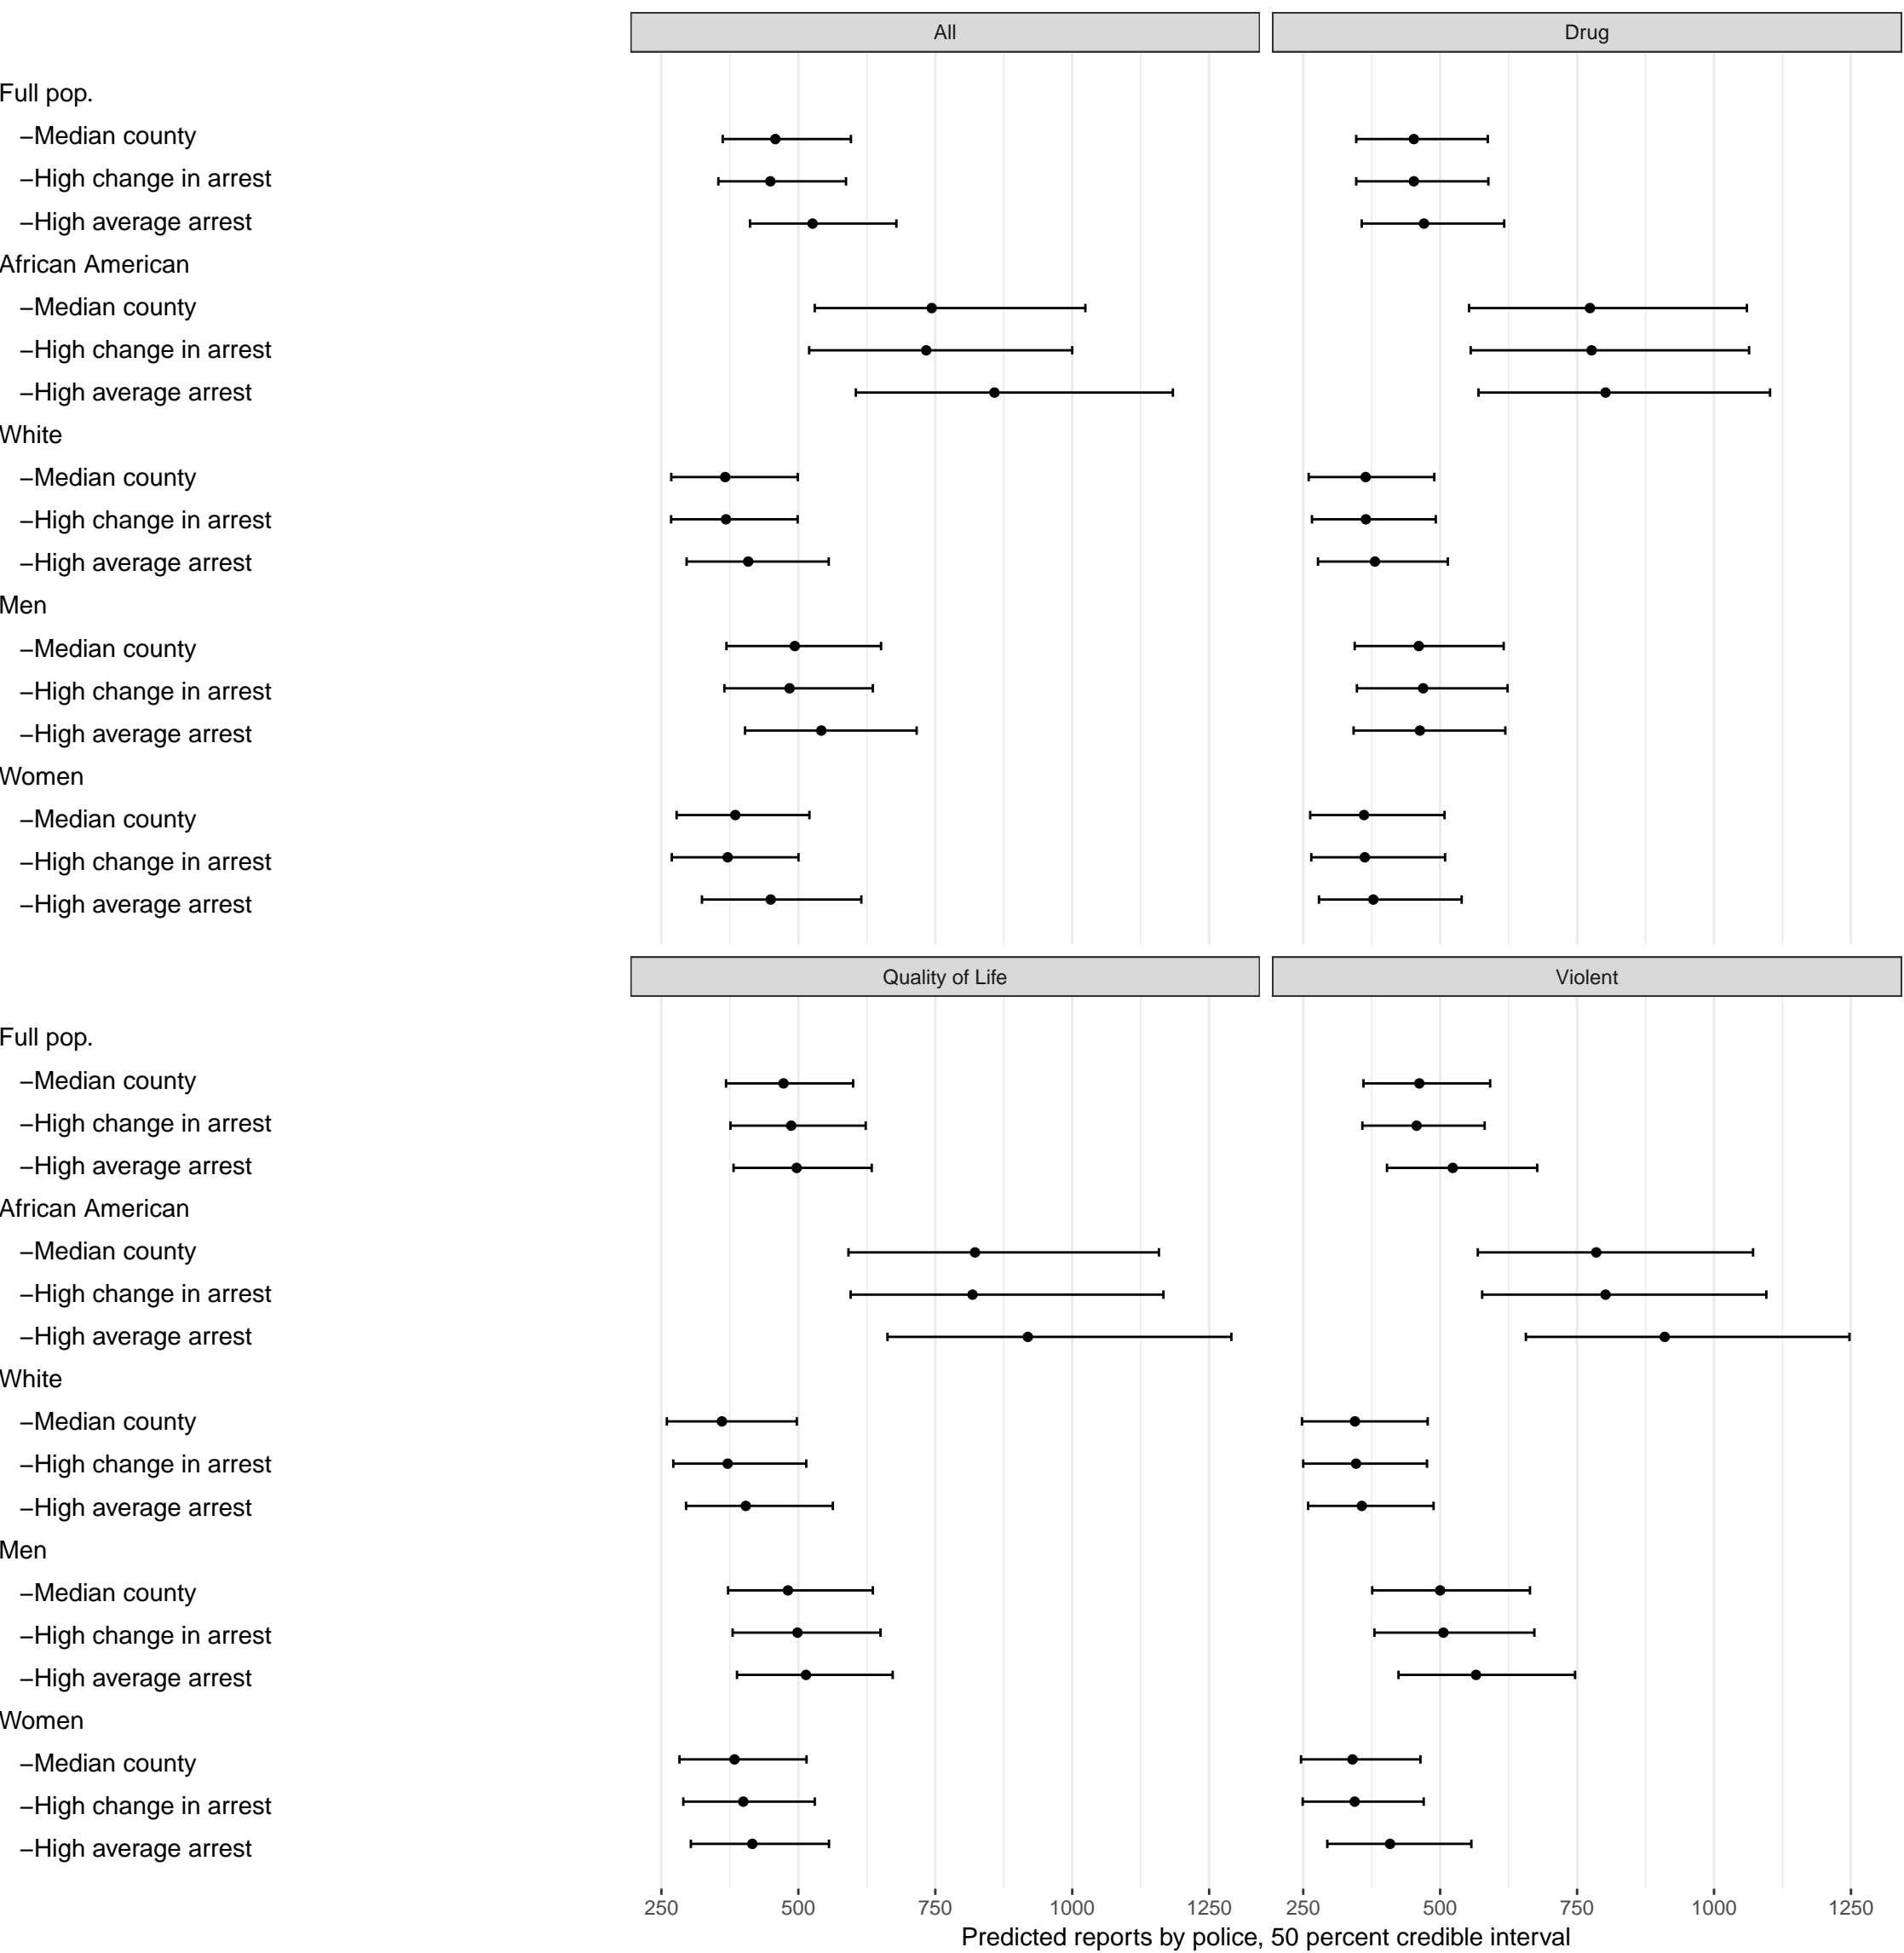 All
Drug
Full pop.
−Median county
−High change in arrest
−High average arrest
African American
−Median county
−High change in arrest
−High average arrest
White
−Median county
−High change in arrest
−High average arrest
Men
−Median county
−High change in arrest
−High average arrest
Women
−Median county
−High change in arrest
−High average arrest
Quality of Life
Violent
Full pop.
−Median county
−High change in arrest
−High average arrest
African American
−Median county
−High change in arrest
−High average arrest
White
−Median county
−High change in arrest
−High average arrest
Men
−Median county
−High change in arrest
−High average arrest
Women
−Median county
−High change in arrest
−High average arrest
250 500 750 1000 1250 250 500 750 1000 1250
Predicted reports by police, 50 percent credible interval